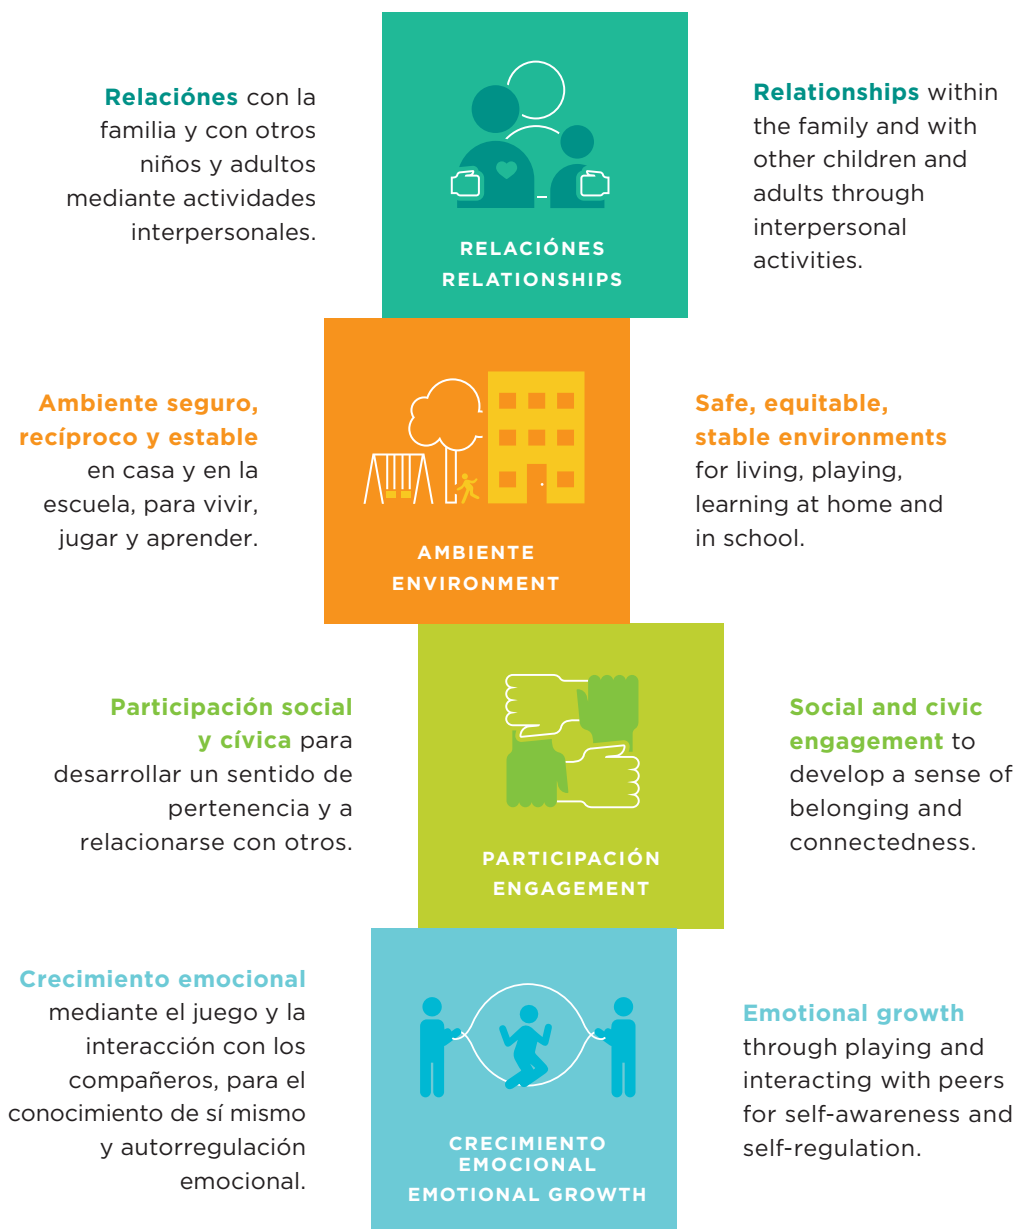 Relaciónes con la
familia y con otros
niños y adultos
mediante actividades
interpersonales.
RELACIÓNES
RELATIONSHIPS
Relationships within
the family and with
other children and
adults through
interpersonal
activities.
Ambiente seguro,
recíproco y estable
en casa y en la
escuela, para vivir,
jugar y aprender.
AMBIENTE
ENVIRONMENT
Safe, equitable,
stable environments
for living, playing,
learning at home and
in school.
Participación social
y cívica para
desarrollar un sentido de
pertenencia y a
relacionarse con otros.
PARTICIPACIÓN
ENGAGEMENT
Social and civic
engagement to
develop a sense of
belonging and
connectedness.
Crecimiento emocional
mediante el juego y la
interacción con los
compañeros, para el
conocimiento de sí mismo
y autorregulación
emocional.
CRECIMIENTO
EMOCIONAL
EMOTIONAL GROWTH
Emotional growth
through playing and
interacting with peers
for self-awareness and
self-regulation.